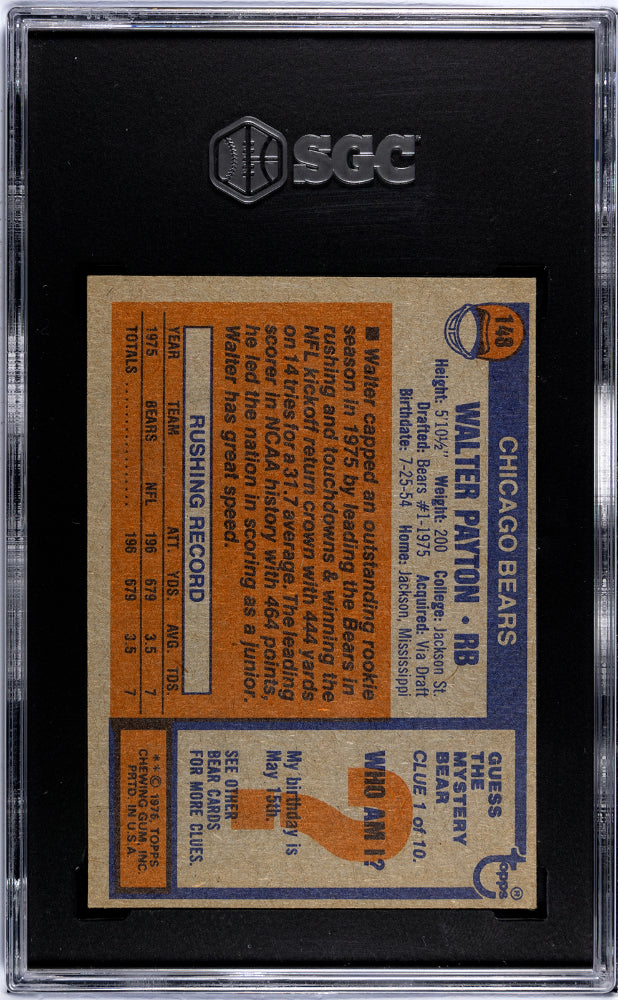 SGC
148
CHICAGO BEARS
WALTER PAYTON • RB
Height: 5'10½" Weight: 200 College: Jackson St.
Drafted: Bears #1-1975 Acquired: Via Draft
Birthdate: 7-25-54 Home: Jackson, Mississippi
■ Walter capped an outstanding rookie
season in 1975 by leading the Bears in
rushing and touchdowns & winning the
NFL kickoff return crown with 444 yards
on 14 tries for a 31.7 average. The leading
scorer in NCAA history with 464 points,
he led the nation in scoring as a junior.
Walter has great speed.
RUSHING RECORD
YEAR TEAM ATT. YDS. AVG. TDS.
1975 BEARS NFL 196 679 3.5 7
TOTALS . . . . . . . . . . . . 196 679 3.5 7
topps®
GUESS
THE
MYSTERY
BEAR
CLUE 1 of 10.
WHO AM I?
?
My birthday is
May 15th.
SEE OTHER
BEAR CARDS
FOR MORE CLUES.
**© 1976, TOPPS
CHEWING GUM, INC
PRTD. IN U.S.A.